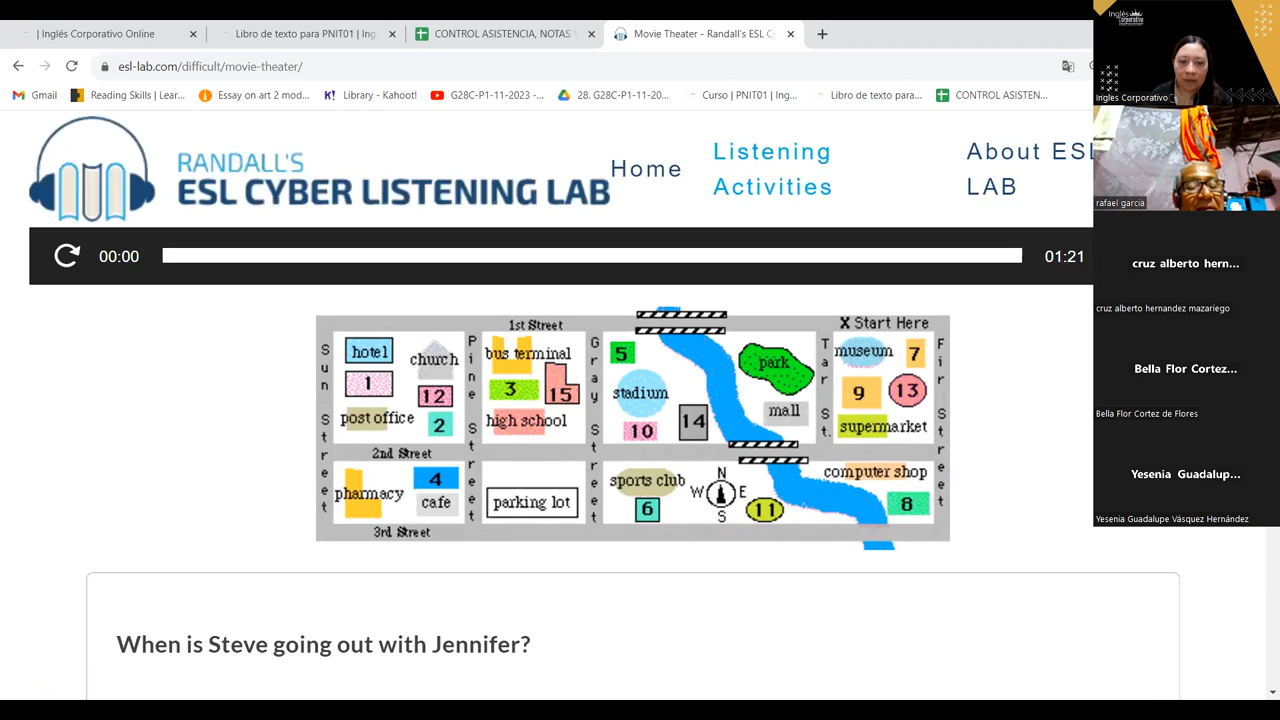 | Inglés Corporativo Online
Libro de texto para PNIT01 | Ing
CONTROL ASISTENCIA, NOTAS
Movie Theater - Randall's ESL Cy
esl-lab.com/difficult/movie-theater/
Gmail
Reading Skills | Lear...
Essay on art 2 mod...
Library - Kahoot!
G28C-P1-11-2023 -...
28. G28C-P1-11-20...
Curso | PNIT01 | Ing...
Libro de texto para...
CONTROL ASISTEN...
RANDALL'S
ESL CYBER LISTENING LAB
Home
Listening
Activities
About ESL
LAB
00:00
01:21
1st Street
X Start Here
Sun Street
hotel
church
1
12
post office
2
Pine Street
bus terminal
3
15
high school
Gray Street
5
stadium
10
14
park
mall
Tar St.
museum
7
9
13
supermarket
Fir Street
2nd Street
pharmacy
4
cafe
parking lot
sports club
6
N
W E
S
11
computer shop
8
3rd Street
When is Steve going out with Jennifer?
Inglés
Corporativo
Ingles Corporativo
rafael garcia
cruz alberto hern...
cruz alberto hernandez mazariego
Bella Flor Cortez...
Bella Flor Cortez de Flores
Yesenia Guadalup...
Yesenia Guadalupe Vásquez Hernández